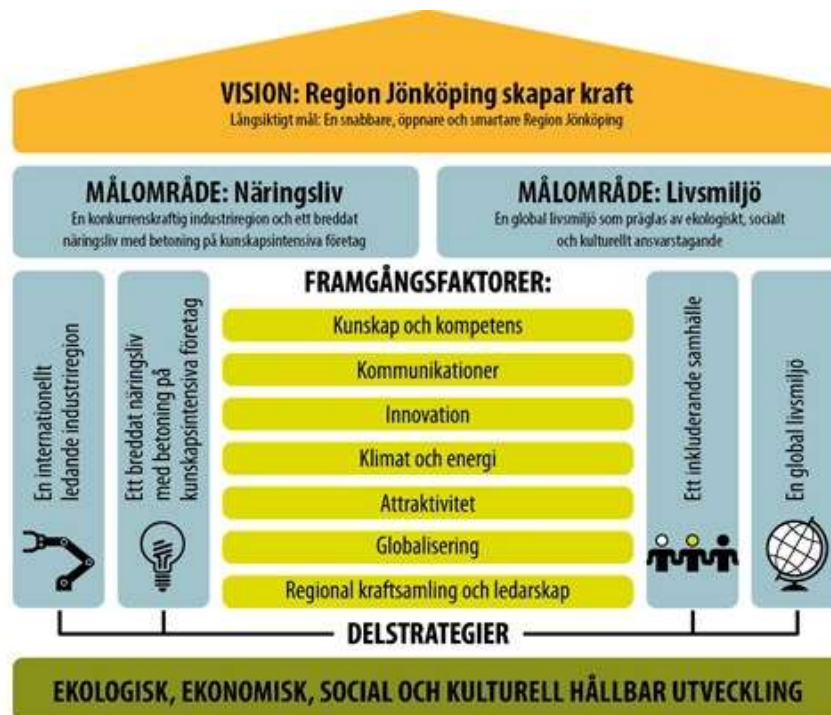 VISION: Region Jönköping skapar kraft
Långsiktigt mål: En snabbare, öppnare och smartare Region Jönköping
MÅLOMRÅDE: Näringsliv
En konkurrenskraftig industriregion och ett breddat
näringsliv med betoning på kunskapsintensiva företag
MÅLOMRÅDE: Livsmiljö
En global livsmiljö som präglas av ekologiskt, socialt
och kulturellt ansvarstagande
En internationellt
ledande industriregion
Ett breddat näringsliv
med betoning på
kunskapsintensiva företag
FRAMGÅNGSFAKTORER:
Kunskap och kompetens
Kommunikationer
Innovation
Klimat och energi
Attraktivitet
Globalisering
Regional kraftsamling och ledarskap
Ett inkluderande samhälle
En global livsmiljö
DELSTRATEGIER
EKOLOGISK, EKONOMISK, SOCIAL OCH KULTURELL HÅLLBAR UTVECKLING